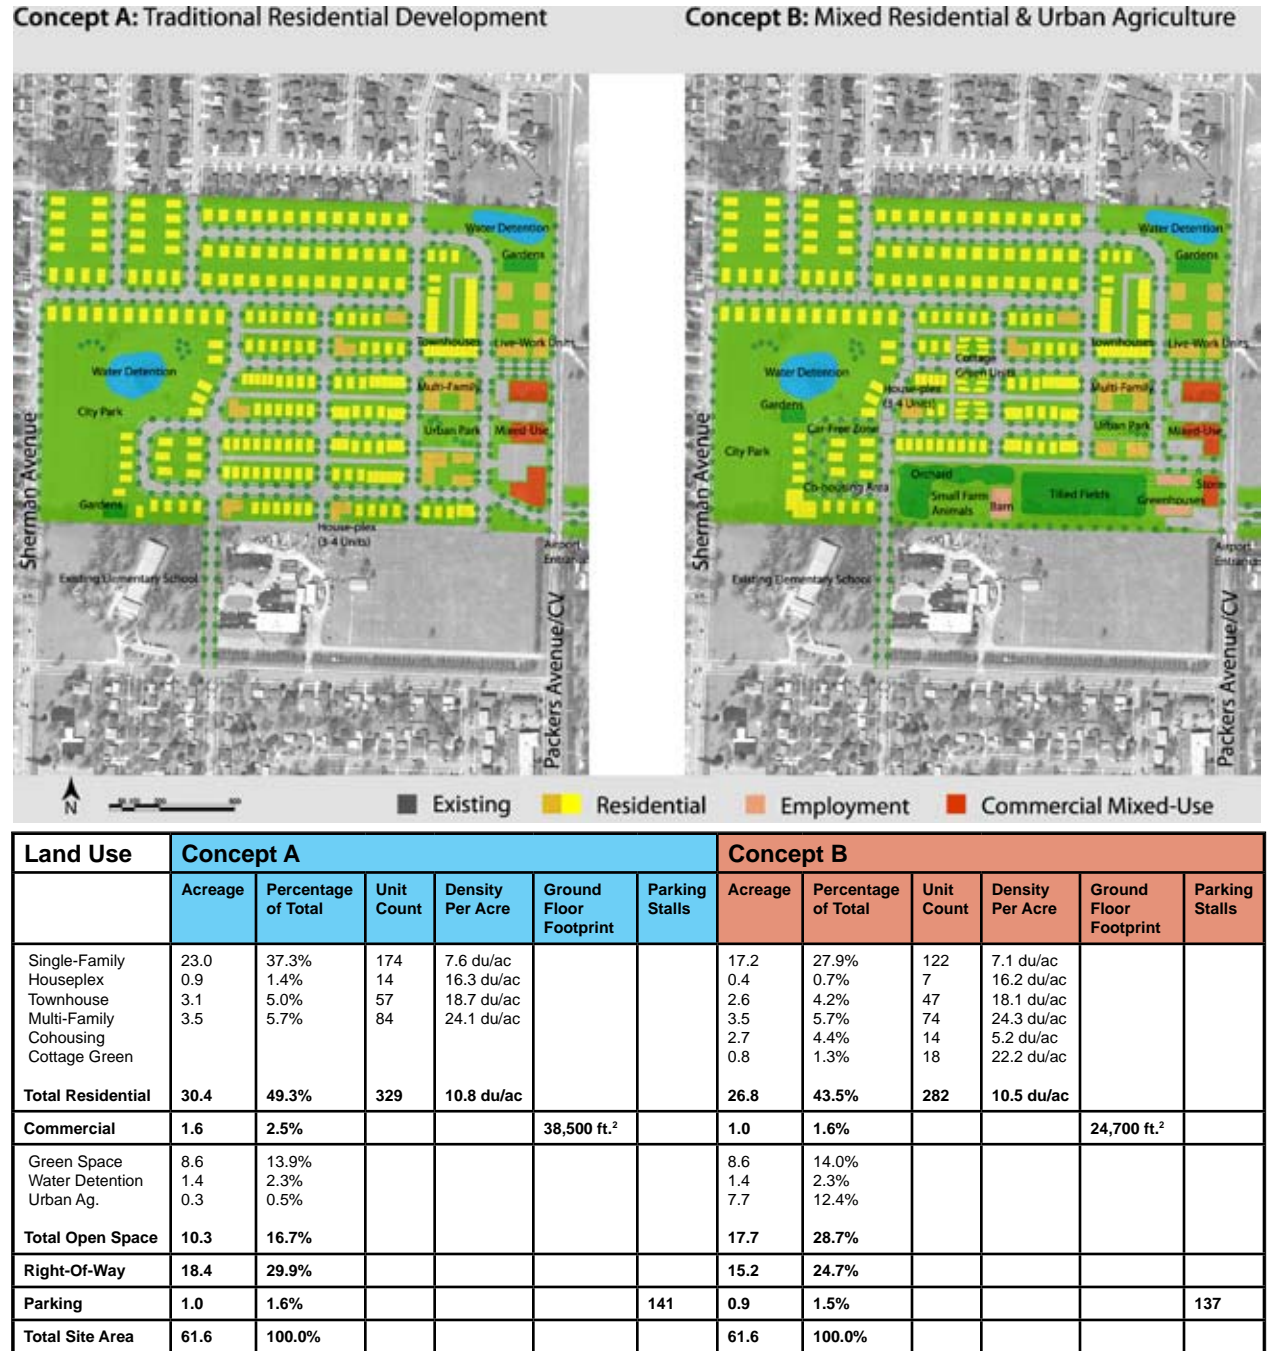 Concept A: Traditional Residential Development
Concept B: Mixed Residential & Urban Agriculture
Water Detention
Gardens
Townhouses
Live-Work Units
Water Detention
Multi-Family
City Park
Urban Park
Mixed-Use
Gardens
House-plex
(3-4 Units)
Airport
Entrance
Existing Elementary School
Sherman Avenue
Packers Avenue/CV
Water Detention
Gardens
Townhouses
Live-Work Units
Cottage
Green Units
Water Detention
House-plex
(3-4 Units)
Multi-Family
Gardens
Car-Free Zone
Urban Park
Mixed-Use
City Park
Orchard
Co-housing Area
Small Farm
Animals
Barn
Tilled Fields
Store
Greenhouses
Airport
Entrance
Existing Elementary School
Sherman Avenue
Packers Avenue/CV
N
Existing
Residential
Employment
Commercial Mixed-Use
Land Use Concept A Concept B
Acreage Percentage of Total Unit Count Density Per Acre Ground Floor Footprint Parking Stalls Acreage Percentage of Total Unit Count Density Per Acre Ground Floor Footprint Parking Stalls
Single-Family 23.0 37.3% 174 7.6 du/ac 17.2 27.9% 122 7.1 du/ac
Houseplex 0.9 1.4% 14 16.3 du/ac 0.4 0.7% 7 16.2 du/ac
Townhouse 3.1 5.0% 57 18.7 du/ac 2.6 4.2% 47 18.1 du/ac
Multi-Family 3.5 5.7% 84 24.1 du/ac 3.5 5.7% 74 24.3 du/ac
Cohousing 2.7 4.4% 14 5.2 du/ac
Cottage Green 0.8 1.3% 18 22.2 du/ac
Total Residential 30.4 49.3% 329 10.8 du/ac 26.8 43.5% 282 10.5 du/ac
Commercial 1.6 2.5% 38,500 ft.² 1.0 1.6% 24,700 ft.²
Green Space 8.6 13.9% 8.6 14.0%
Water Detention 1.4 2.3% 1.4 2.3%
Urban Ag. 0.3 0.5% 7.7 12.4%
Total Open Space 10.3 16.7% 17.7 28.7%
Right-Of-Way 18.4 29.9% 15.2 24.7%
Parking 1.0 1.6% 141 0.9 1.5% 137
Total Site Area 61.6 100.0% 61.6 100.0%